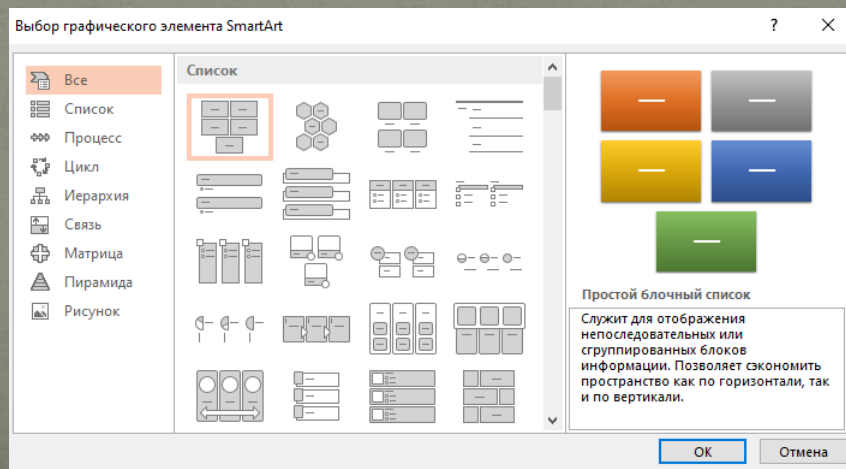 Выбор графического элемента SmartArt
?
Все
Список
Процесс
Цикл
Иерархия
Связь
Матрица
Пирамида
Рисунок
Список
Простой блочный список
Служит для отображения
непоследовательных или
сгруппированных блоков
информации. Позволяет сэкономить
пространство как по горизонтали, так
и по вертикали.
ОК
Отмена